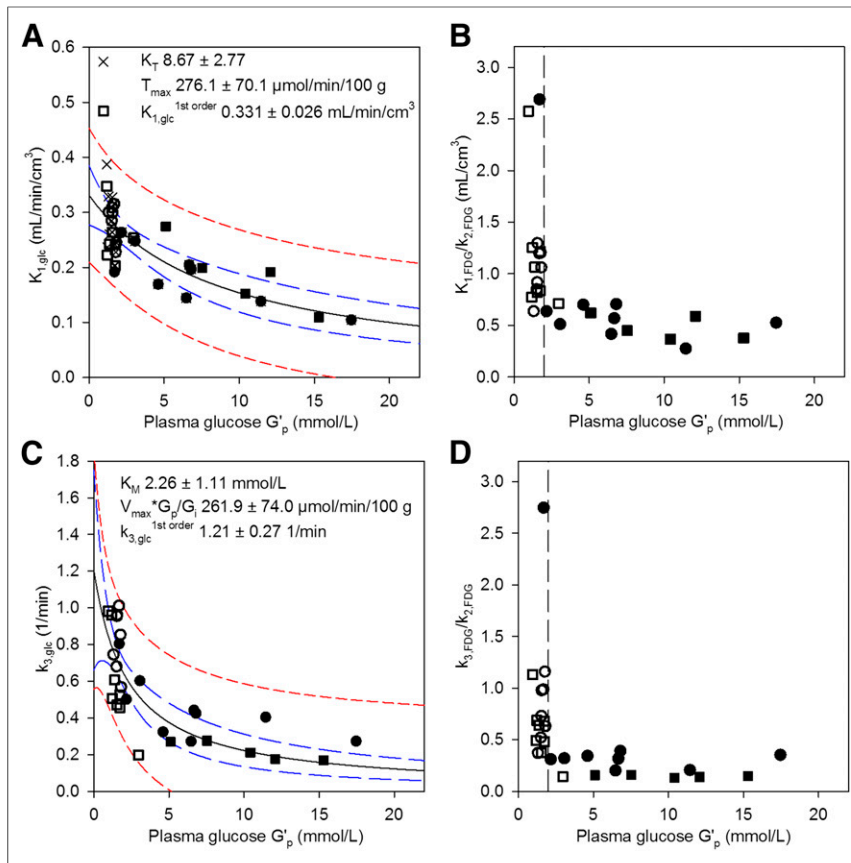 A
B
× K_T 8.67 ± 2.77
T_max 276.1 ± 70.1 µmol/min/100 g
□ K_1,glc^1st order 0.331 ± 0.026 mL/min/cm³
K_1,glc (mL/min/cm³)
0.6
0.5
0.4
0.3
0.2
0.1
0.0
0 5 10 15 20
Plasma glucose G'_p (mmol/L)
K_1,FDG/k_2,FDG (mL/cm³)
3.0
2.5
2.0
1.5
1.0
0.5
0.0
0 5 10 15 20
Plasma glucose G'_p (mmol/L)
C
D
K_M 2.26 ± 1.11 mmol/L
V_max*G_p/G_i 261.9 ± 74.0 µmol/min/100 g
k_3,glc^1st order 1.21 ± 0.27 1/min
k_3,glc (1/min)
1.8
1.6
1.4
1.2
1.0
0.8
0.6
0.4
0.2
0.0
0 5 10 15 20
Plasma glucose G'_p (mmol/L)
k_3,FDG/k_2,FDG
3.0
2.5
2.0
1.5
1.0
0.5
0.0
0 5 10 15 20
Plasma glucose G'_p (mmol/L)